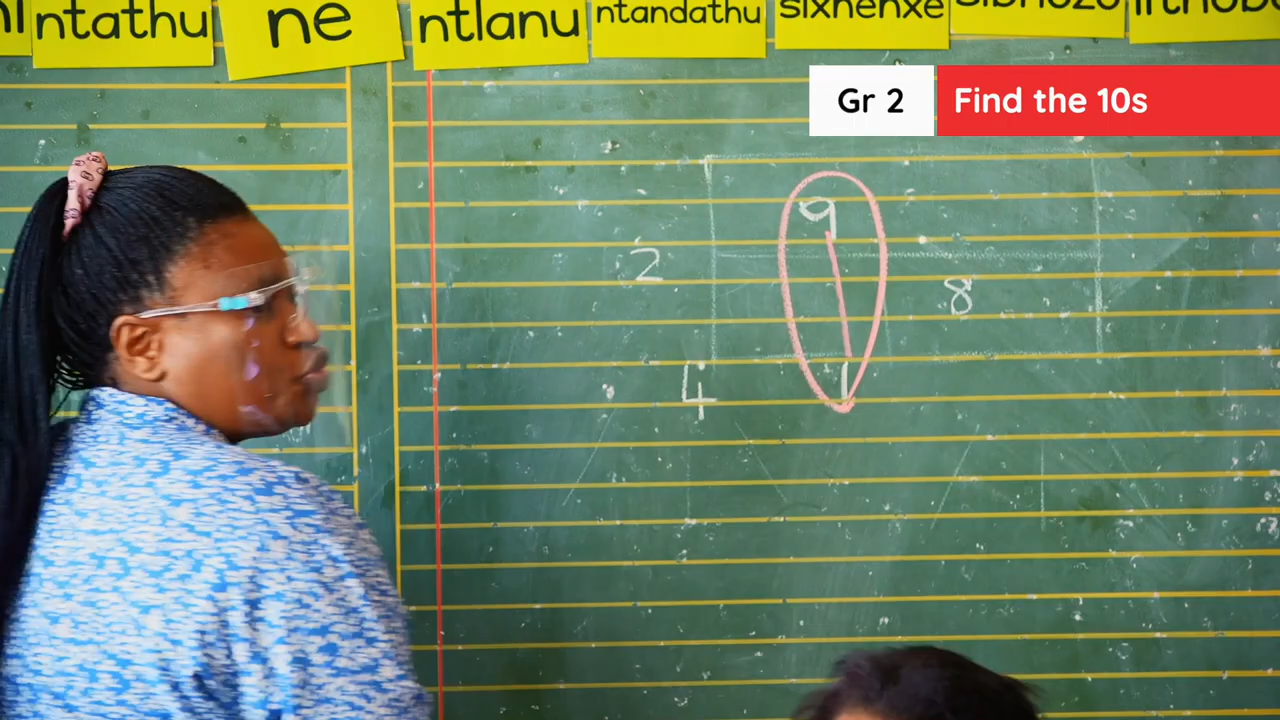 ntathu
ne
ntlanu
ntandathu
sixhenxe
Gr 2
Find the 10s
9
2
8
4
1